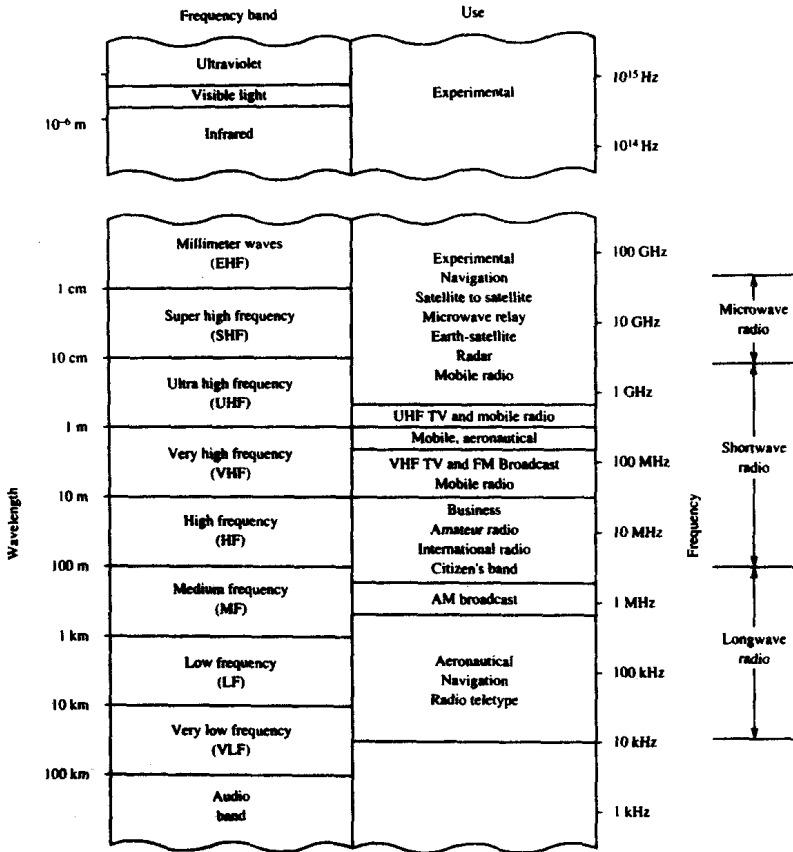 Frequency band
Use
Ultraviolet
Visible light
Infrared
Experimental
10⁻⁶ m
10¹⁵ Hz
10¹⁴ Hz
Millimeter waves
(EHF)
Super high frequency
(SHF)
Ultra high frequency
(UHF)
Very high frequency
(VHF)
High frequency
(HF)
Medium frequency
(MF)
Low frequency
(LF)
Very low frequency
(VLF)
Audio
band
Wavelength
1 cm
10 cm
1 m
10 m
100 m
1 km
10 km
100 km
Experimental
Navigation
Satellite to satellite
Microwave relay
Earth-satellite
Radar
Mobile radio
UHF TV and mobile radio
Mobile, aeronautical
VHF TV and FM Broadcast
Mobile radio
Business
Amateur radio
International radio
Citizen's band
AM broadcast
Aeronautical
Navigation
Radio teletype
100 GHz
10 GHz
1 GHz
100 MHz
10 MHz
1 MHz
100 kHz
10 kHz
1 kHz
Frequency
Microwave
radio
Shortwave
radio
Longwave
radio